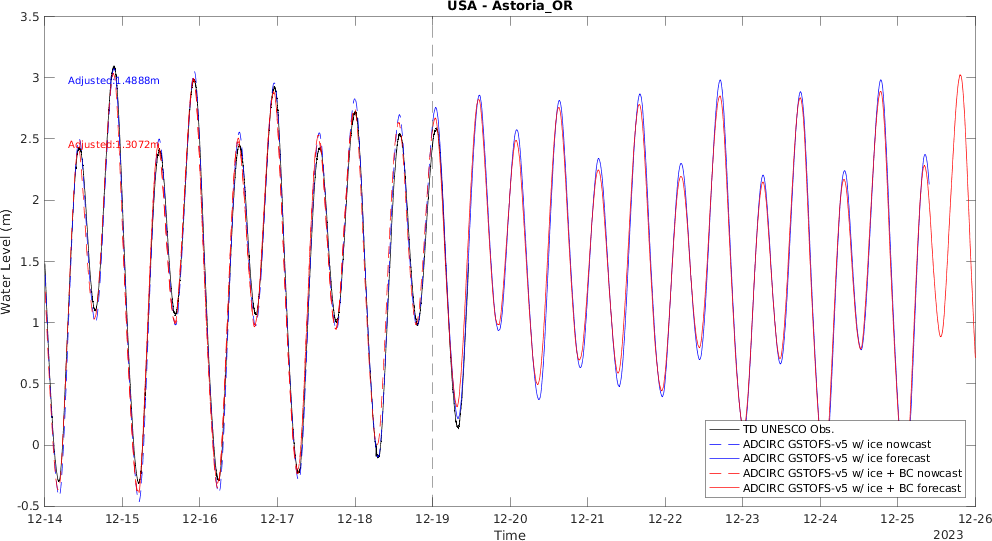 USA - Astoria_OR
3.5
3
2.5
2
1.5
1
0.5
0
-0.5
Water Level (m)
Adjusted:1.4888m
Adjusted:1.3072m
TD UNESCO Obs.
ADCIRC GSTOFS-v5 w/ ice nowcast
ADCIRC GSTOFS-v5 w/ ice forecast
ADCIRC GSTOFS-v5 w/ ice + BC nowcast
ADCIRC GSTOFS-v5 w/ ice + BC forecast
12-14 12-15 12-16 12-17 12-18 12-19 12-20 12-21 12-22 12-23 12-24 12-25 12-26
Time
2023